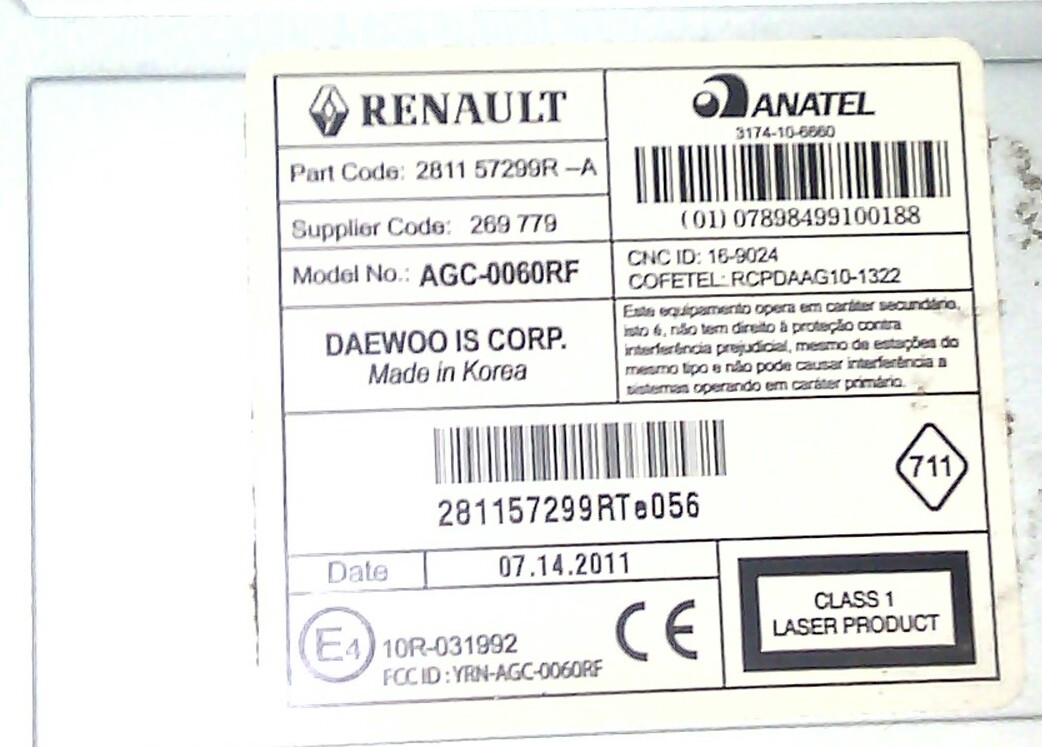 RENAULT
Part Code: 2811 57299R –A
Supplier Code: 269 779
Model No.: AGC-0060RF
DAEWOO IS CORP.
Made in Korea
ANATEL
3174-10-6660
(01) 07898499100188
CNC ID: 16-9024
COFETEL: RCPDAAG10-1322
Este equipamento opera em caráter secundário,
isto é, não tem direito à proteção contra
interferência prejudicial, mesmo de estações do
mesmo tipo e não pode causar interferência a
sistemas operando em caráter primário.
281157299RTe056
711
Date 07.14.2011
E4 10R-031992
FCC ID : YRN-AGC-0060RF
CE
CLASS 1
LASER PRODUCT